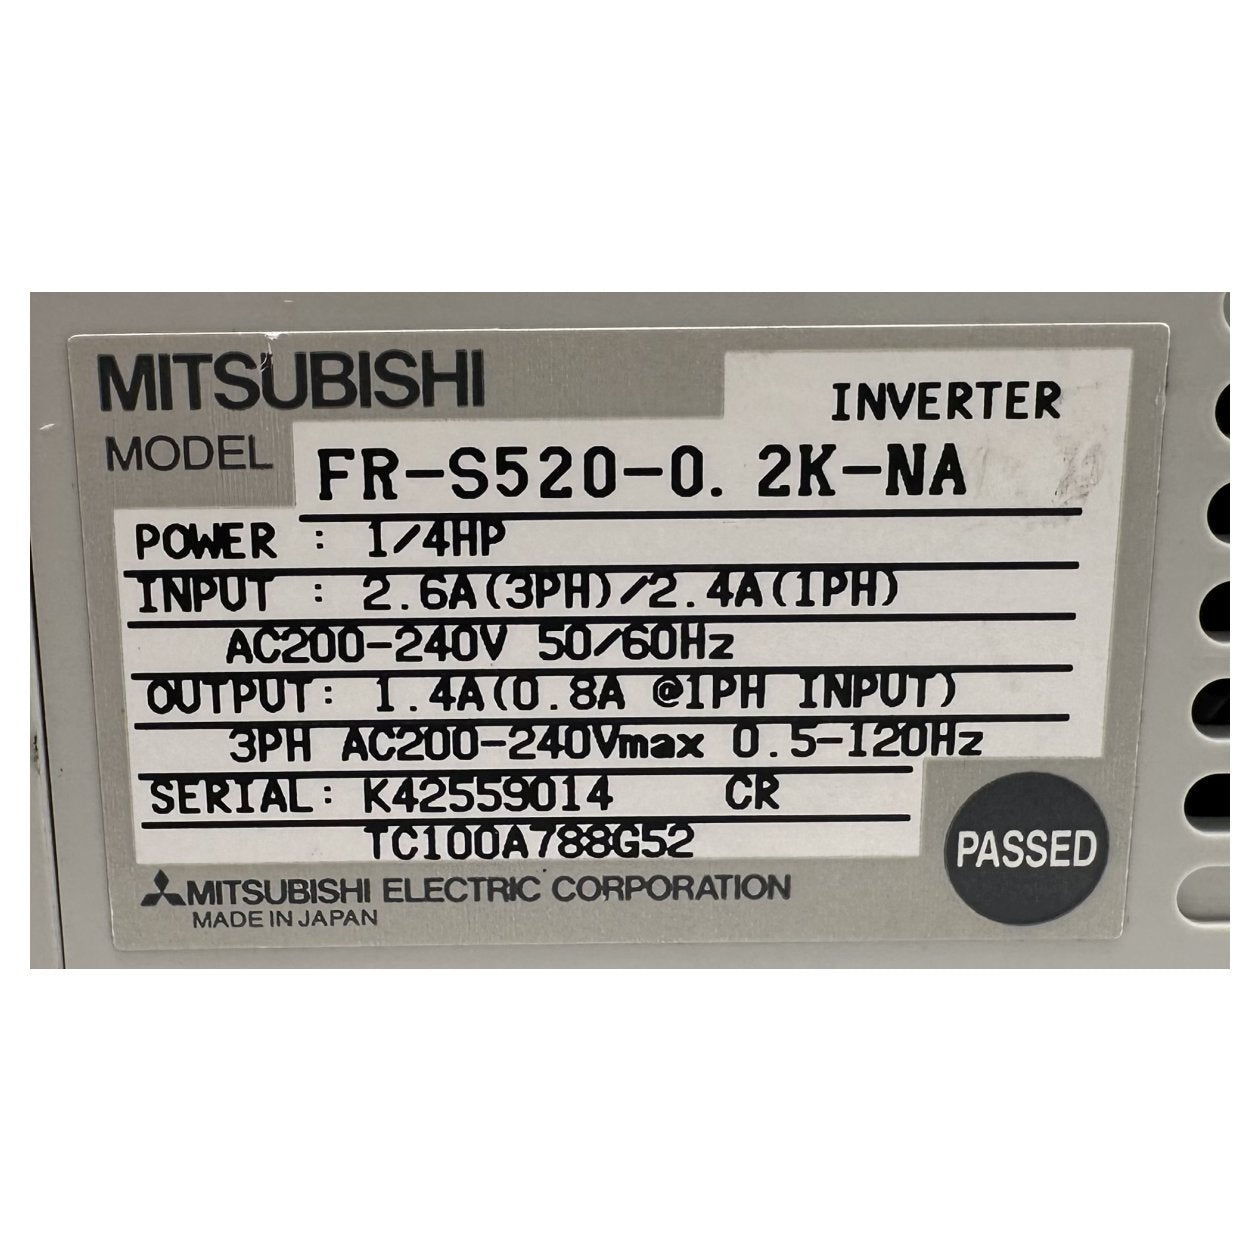 MITSUBISHI
INVERTER
MODEL FR-S520-0.2K-NA
POWER : 1/4HP
INPUT : 2.6A(3PH)/2.4A(1PH)
AC200-240V 50/60Hz
OUTPUT: 1.4A(0.8A @1PH INPUT)
3PH AC200-240Vmax 0.5-120Hz
SERIAL: K42559014 CR
TC100A788G52
PASSED
MITSUBISHI ELECTRIC CORPORATION
MADE IN JAPAN